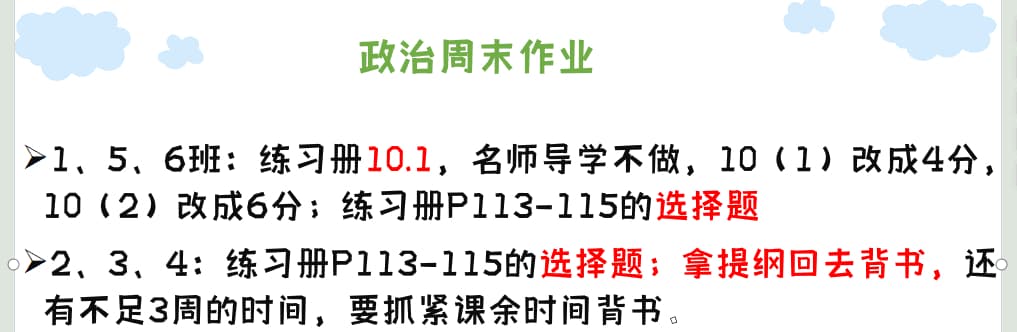 政治周末作业
➢1、5、6班：练习册10.1，名师导学不做，10（1）改成4分，
10（2）改成6分；练习册P113-115的选择题
➢2、3、4：练习册P113-115的选择题；拿提纲回去背书，还
有不足3周的时间，要抓紧课余时间背书。